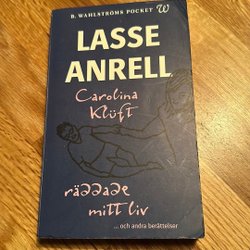 B. WAHLSTRÖMS POCKET W
LASSE
ANRELL
Carolina
Klüft
räddade
mitt liv
... och andra berättelser